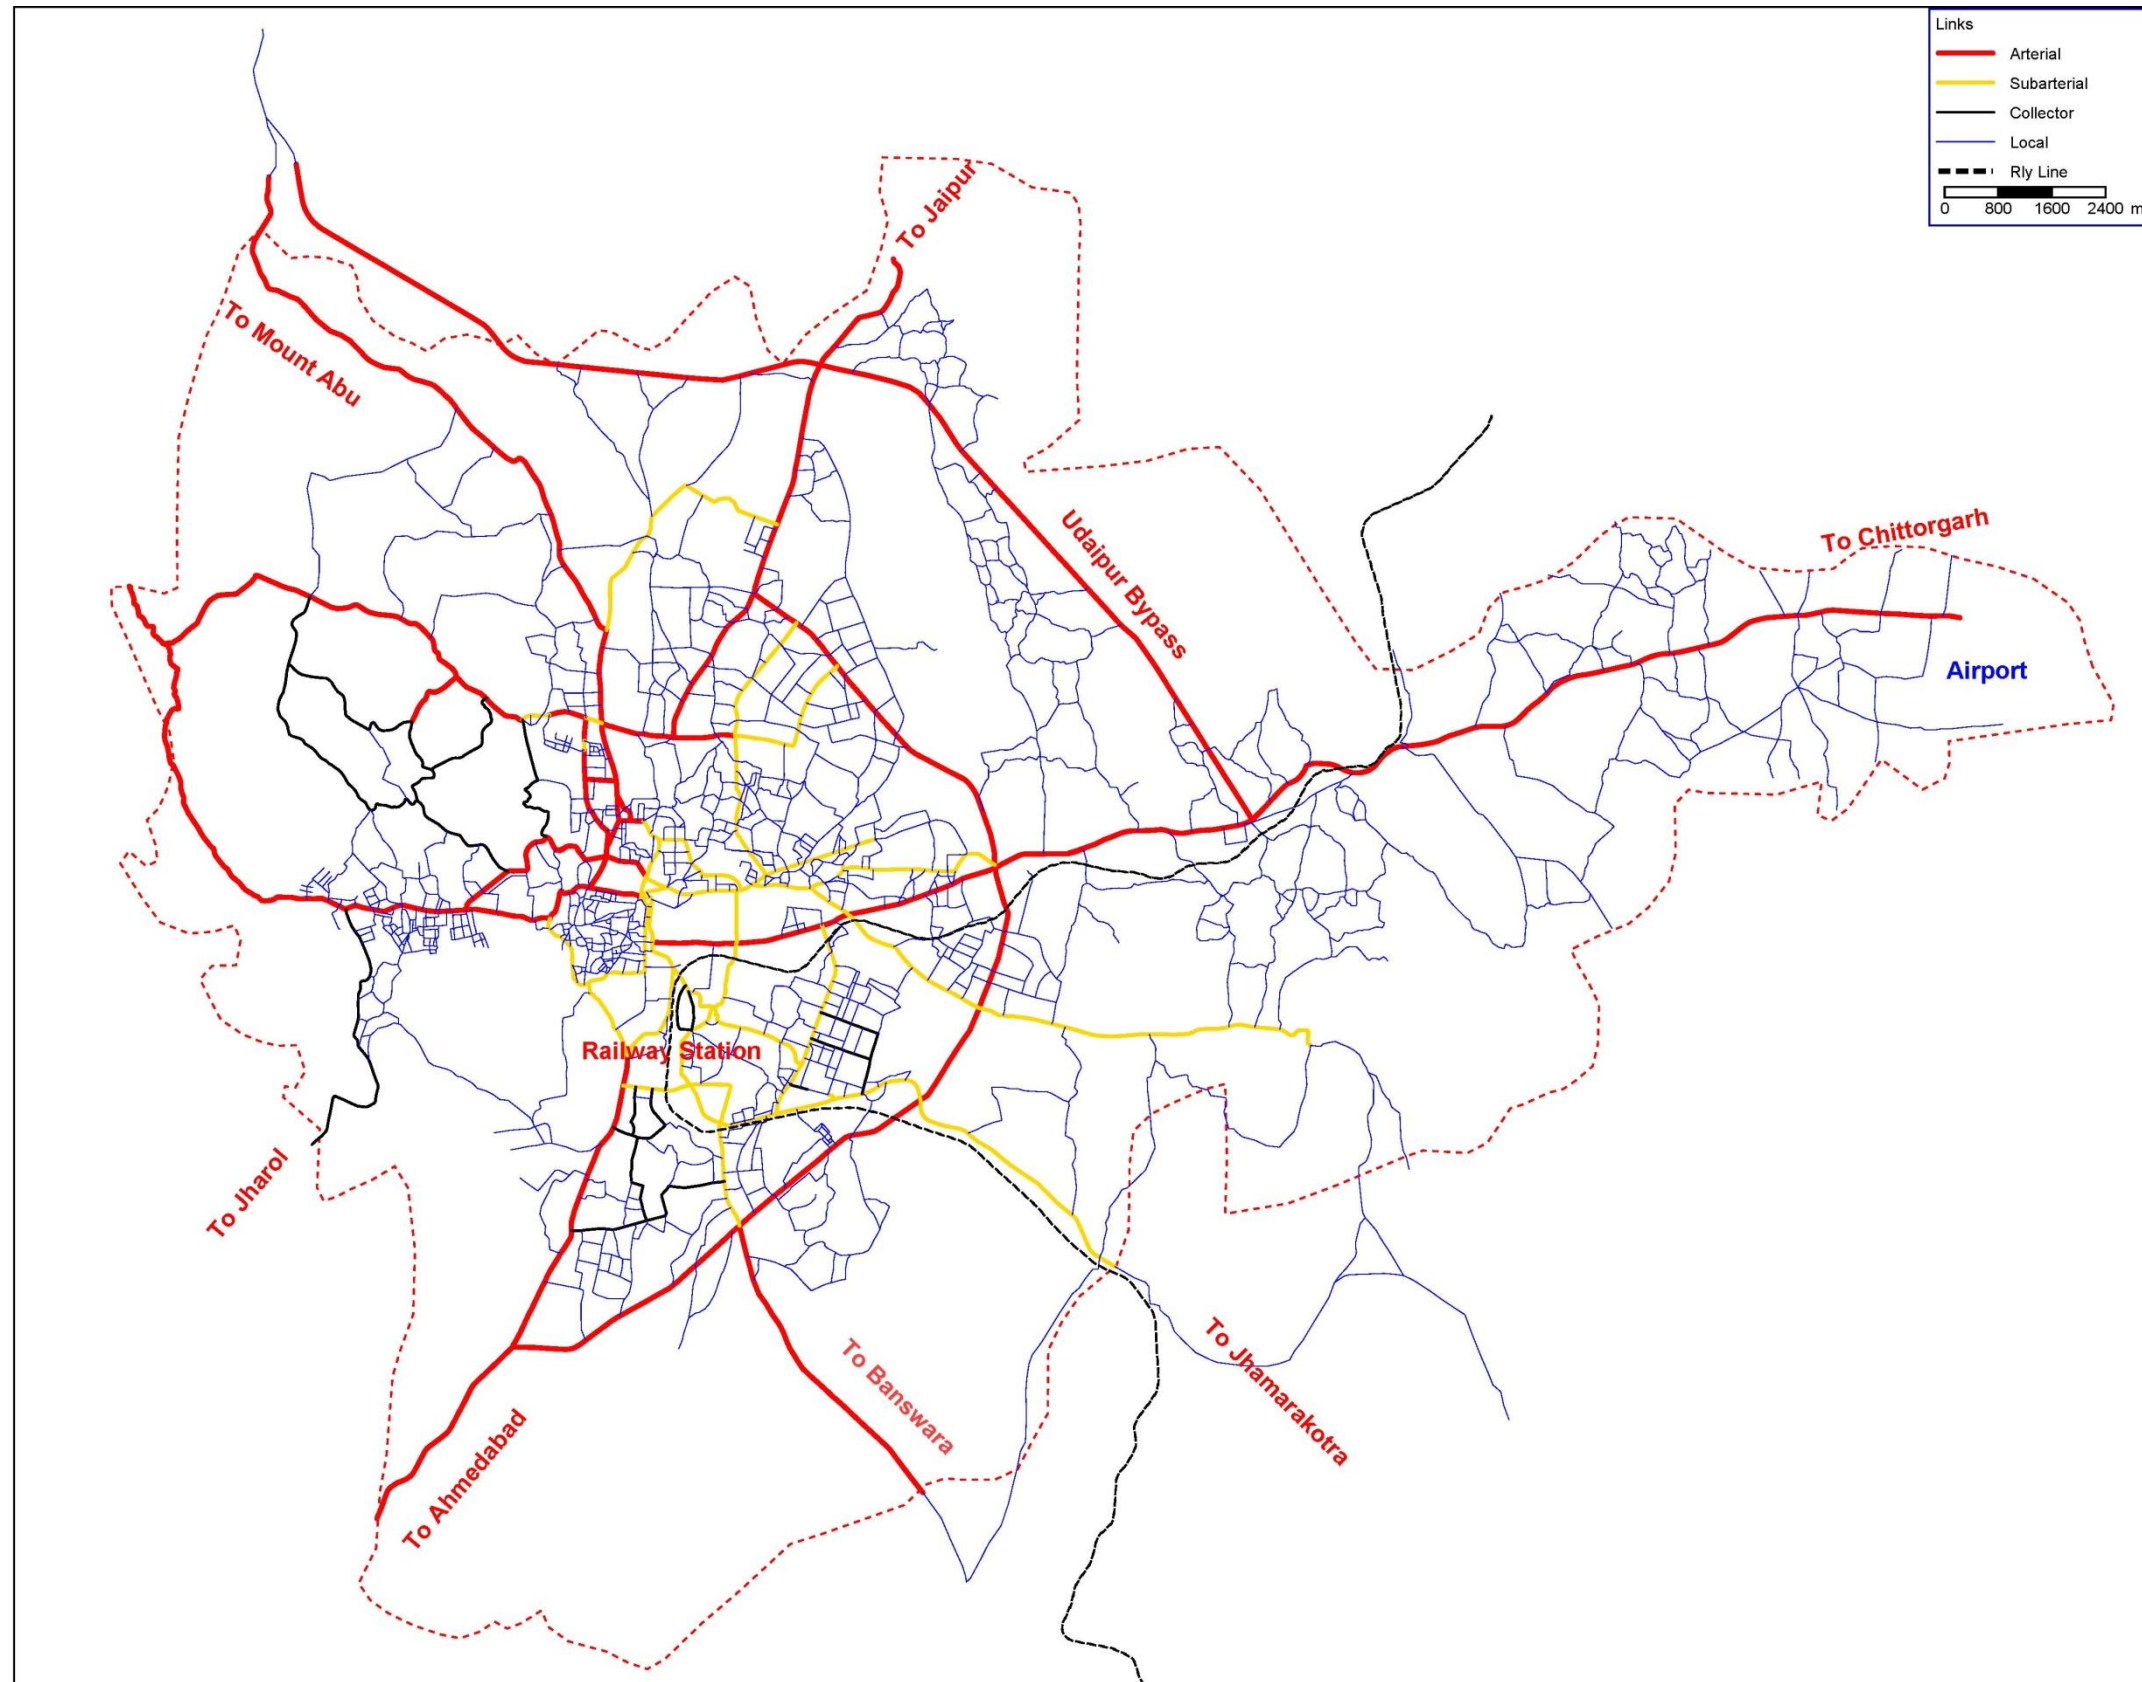 Links
Arterial
Subarterial
Collector
Local
Rly Line
0 800 1600 2400 m
To Jaipur
To Mount Abu
Udaipur Bypass
To Chittorgarh
Airport
Railway Station
To Jharol
To Banswara
To Jhamarakotra
To Ahmedabad